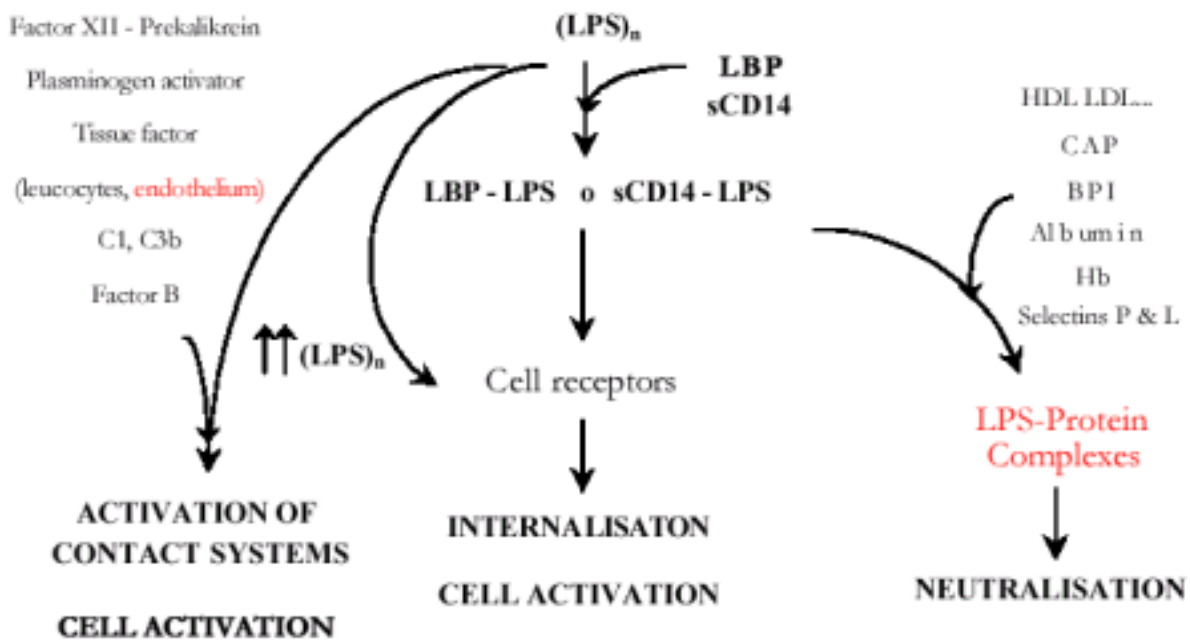 Factor XII - Prekalikrein
Plasminogen activator
Tissue factor
(leucocytes, endothelium)
C1, C3b
Factor B
(LPS)n
LBP
sCD14
LBP - LPS o sCD14 - LPS
HDL LDL...
CAP
BPI
Albumin
Hb
Selectins P & L
(LPS)n
Cell receptors
LPS-Protein
Complexes
ACTIVATION OF
CONTACT SYSTEMS
CELL ACTIVATION
INTERNALISATON
CELL ACTIVATION
NEUTRALISATION